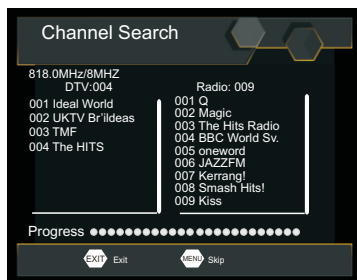 Channel Search
818.0MHz/8MHZ
DTV:004
001 Ideal World
002 UKTV Br'ildeas
003 TMF
004 The HITS
Radio: 009
001 Q
002 Magic
003 The Hits Radio
004 BBC World Sv.
005 oneword
006 JAZZFM
007 Kerrang!
008 Smash Hits!
009 Kiss
Progress
EXIT Exit
MENU Skip